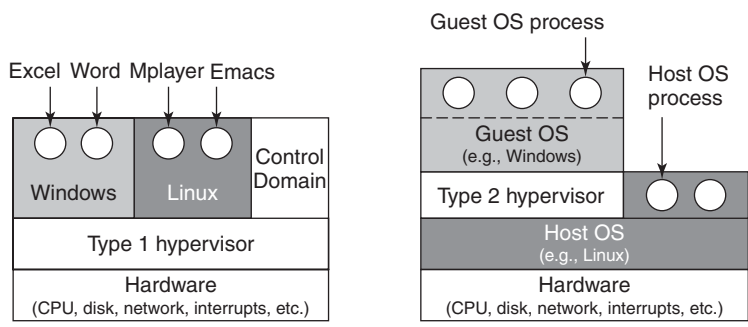 Excel Word Mplayer Emacs
Windows
Linux
Control
Domain
Type 1 hypervisor
Hardware
(CPU, disk, network, interrupts, etc.)
Guest OS process
Host OS
process
Guest OS
(e.g., Windows)
Type 2 hypervisor
Host OS
(e.g., Linux)
Hardware
(CPU, disk, network, interrupts, etc.)